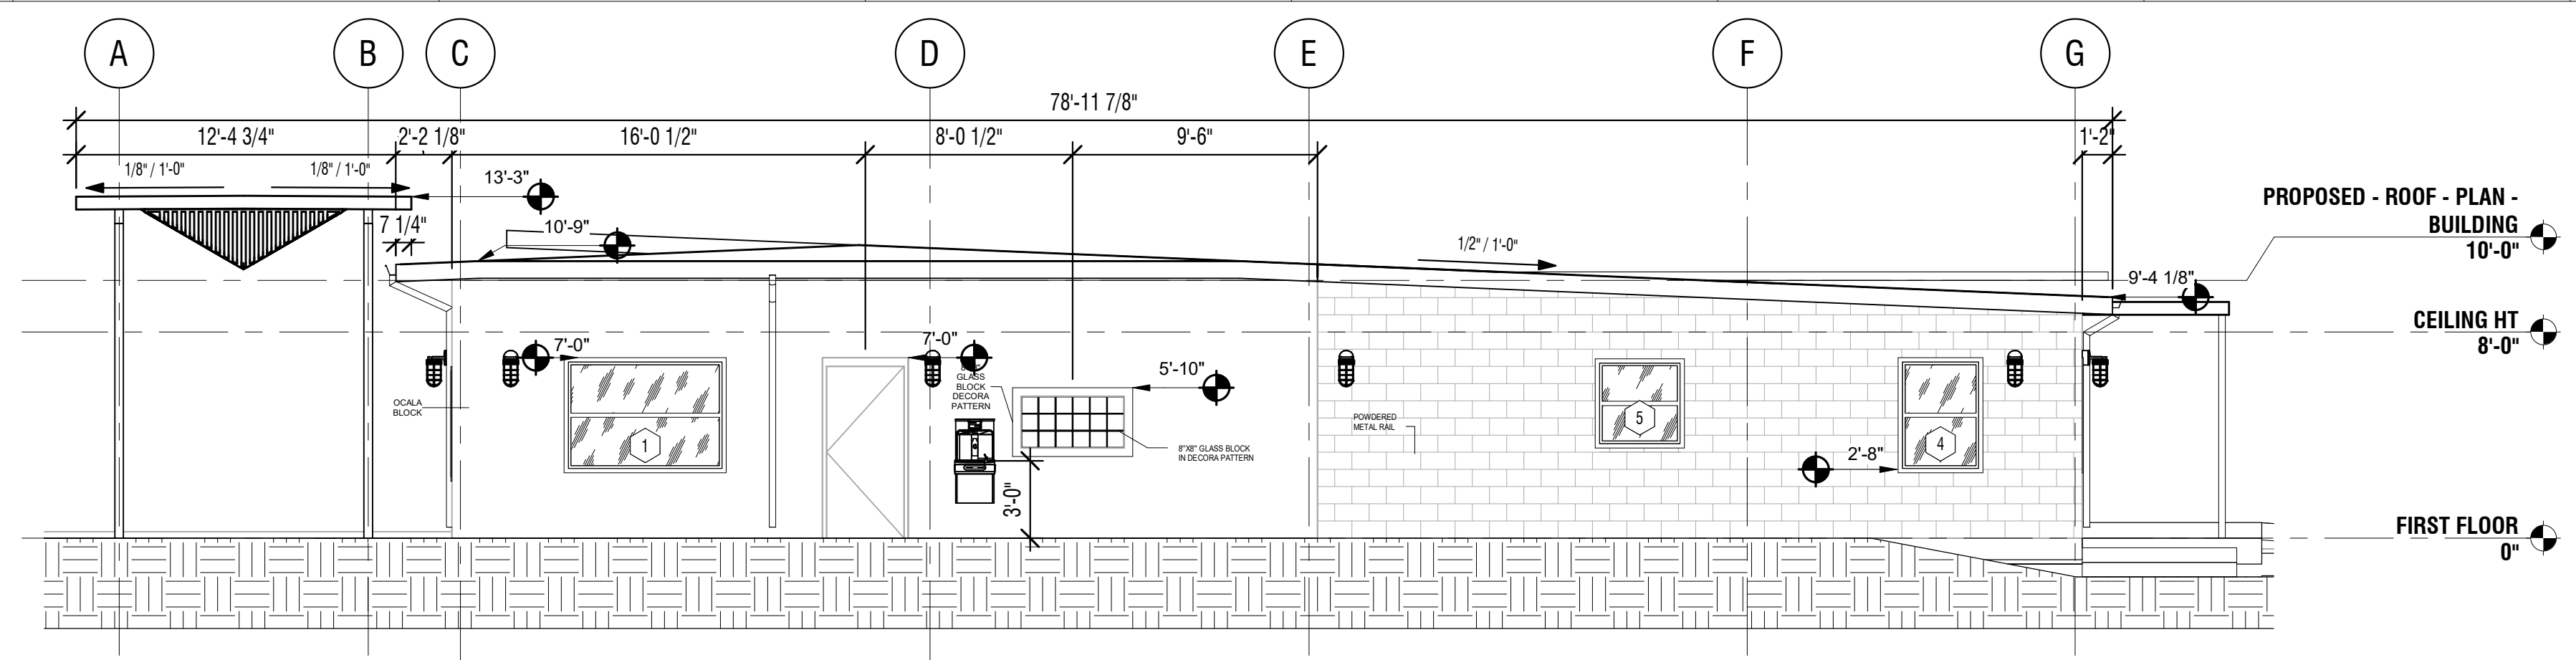 A B C D E F G
78'-11 7/8"
12'-4 3/4" 2'-2 1/8" 16'-0 1/2" 8'-0 1/2" 9'-6" 1'-2"
1/8" / 1'-0" 1/8" / 1'-0"
13'-3"
7 1/4"
10'-9"
1/2" / 1'-0"
9'-4 1/8"
PROPOSED - ROOF - PLAN -
BUILDING
10'-0"
CEILING HT
8'-0"
7'-0"
7'-0"
5'-10"
GLASS
BLOCK
DECORA
PATTERN
OCALA
BLOCK
1
8"X8" GLASS BLOCK
IN DECORA PATTERN
3'-0"
POWDERED
METAL RAIL
5
4
2'-8"
FIRST FLOOR
0"